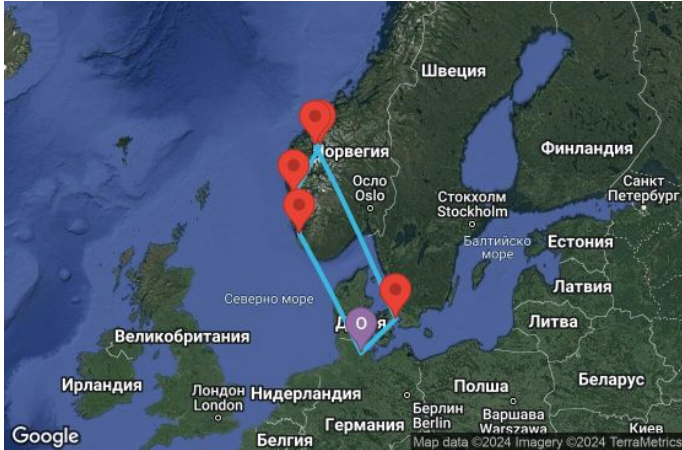 Швеция
Норвегия
Финландия
Осло
Oslo
Санкт
Петербург
Стокхолм
Stockholm
Балтийско
море
Естония
Латвия
Северно море
О
Литва
Великобритания
Ирландия
Лондон
London
Нидерландия
Полша
Беларус
Германия
Берлин
Berlin
Варшава
Warszawa
Киев
Белгия
Google
Map data ©2024 Imagery ©2024 TerraMetrics